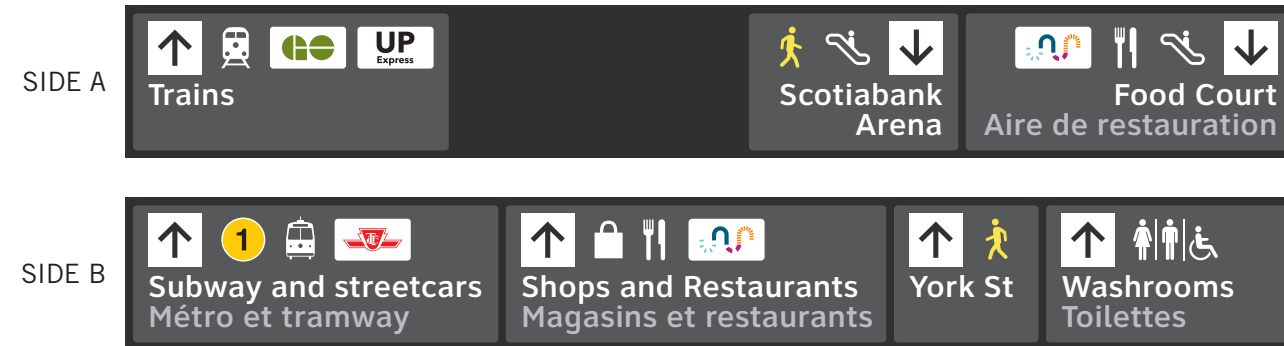 SIDE A
UP
Express
Trains
Scotiabank
Arena
Food Court
Aire de restauration
SIDE B
1
Subway and streetcars
Métro et tramway
Shops and Restaurants
Magasins et restaurants
York St
Washrooms
Toilettes